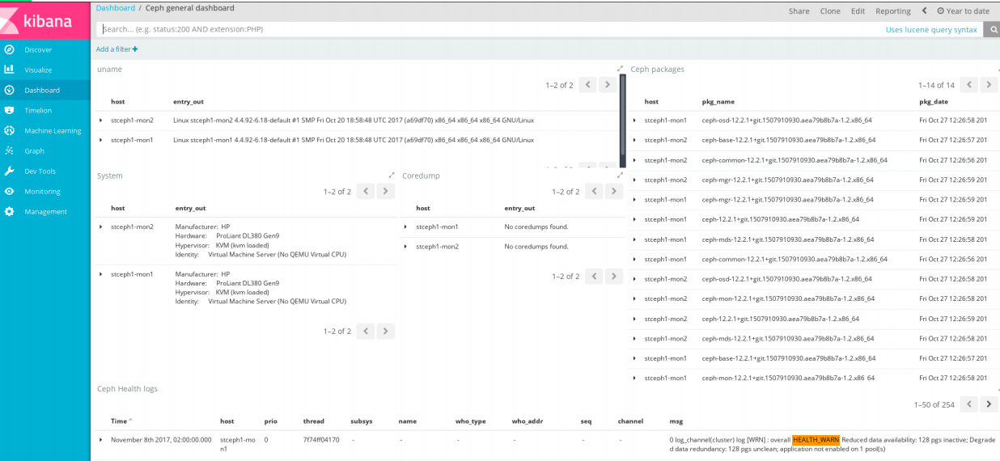 kibana
Discover
Visualize
Dashboard
Timelion
Machine Learning
Graph
Dev Tools
Monitoring
Management
Dashboard / Ceph general dashboard
Share Clone Edit Reporting Year to date
Search... (e.g. status:200 AND extension:PHP)
Uses lucene query syntax
Add a filter
uname
1–2 of 2
host entry_out
stceph1-mon2 Linux stceph1-mon2 4.4.92-6.18-default #1 SMP Fri Oct 20 18:58:48 UTC 2017 (a69df70) x86_64 x86_64 x86_64 GNU/Linux
stceph1-mon1 Linux stceph1-mon1 4.4.92-6.18-default #1 SMP Fri Oct 20 18:58:48 UTC 2017 (a69df70) x86_64 x86_64 x86_64 GNU/Linux
System
1–2 of 2
host entry_out
stceph1-mon2 Manufacturer: HP
Hardware: ProLiant DL380 Gen9
Hypervisor: KVM (kvm loaded)
Identity: Virtual Machine Server (No QEMU Virtual CPU)
stceph1-mon1 Manufacturer: HP
Hardware: ProLiant DL380 Gen9
Hypervisor: KVM (kvm loaded)
Identity: Virtual Machine Server (No QEMU Virtual CPU)
1–2 of 2
Coredump
1–2 of 2
host entry_out
stceph1-mon1 No coredumps found.
stceph1-mon2 No coredumps found.
1–2 of 2
Ceph packages
1–14 of 14
host pkg_name pkg_date
stceph1-mon1 ceph-osd-12.2.1+git.1507910930.aea79b8b7a-1.2.x86_64 Fri Oct 27 12:26:58 201
stceph1-mon2 ceph-base-12.2.1+git.1507910930.aea79b8b7a-1.2.x86_64 Fri Oct 27 12:26:57 201
stceph1-mon2 ceph-common-12.2.1+git.1507910930.aea79b8b7a-1.2.x86_64 Fri Oct 27 12:26:56 201
stceph1-mon2 ceph-mgr-12.2.1+git.1507910930.aea79b8b7a-1.2.x86_64 Fri Oct 27 12:26:59 201
stceph1-mon1 ceph-mgr-12.2.1+git.1507910930.aea79b8b7a-1.2.x86_64 Fri Oct 27 12:26:59 201
stceph1-mon1 ceph-12.2.1+git.1507910930.aea79b8b7a-1.2.x86_64 Fri Oct 27 12:26:59 201
stceph1-mon1 ceph-mds-12.2.1+git.1507910930.aea79b8b7a-1.2.x86_64 Fri Oct 27 12:26:58 201
stceph1-mon1 ceph-common-12.2.1+git.1507910930.aea79b8b7a-1.2.x86_64 Fri Oct 27 12:26:56 201
stceph1-mon2 ceph-osd-12.2.1+git.1507910930.aea79b8b7a-1.2.x86_64 Fri Oct 27 12:26:58 201
stceph1-mon2 ceph-mon-12.2.1+git.1507910930.aea79b8b7a-1.2.x86_64 Fri Oct 27 12:26:58 201
stceph1-mon2 ceph-12.2.1+git.1507910930.aea79b8b7a-1.2.x86_64 Fri Oct 27 12:26:59 201
stceph1-mon2 ceph-mds-12.2.1+git.1507910930.aea79b8b7a-1.2.x86_64 Fri Oct 27 12:26:58 201
stceph1-mon1 ceph-base-12.2.1+git.1507910930.aea79b8b7a-1.2.x86_64 Fri Oct 27 12:26:57 201
stceph1-mon1 ceph-mon-12.2.1+git.1507910930.aea79b8b7a-1.2.x86_64 Fri Oct 27 12:26:58 201
Ceph Health logs
1–50 of 254
Time host prio thread subsys name who_type who_addr seq channel msg
November 8th 2017, 02:00:00.000 stceph1-mo 0 7f74ff04170 - - - - - - 0 log_channel(cluster) log [WRN] : overall HEALTH_WARN Reduced data availability: 128 pgs inactive; Degrade
n1 d data redundancy: 128 pgs unclean; application not enabled on 1 pool(s)